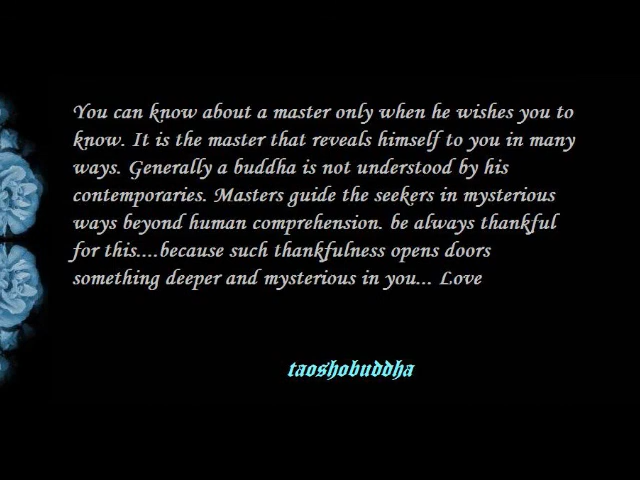 You can know about a master only when he wishes you to
know. It is the master that reveals himself to you in many
ways. Generally a buddha is not understood by his
contemporaries. Masters guide the seekers in mysterious
ways beyond human comprehension. be always thankful
for this....because such thankfulness opens doors
something deeper and mysterious in you... Love
taoshobuddha